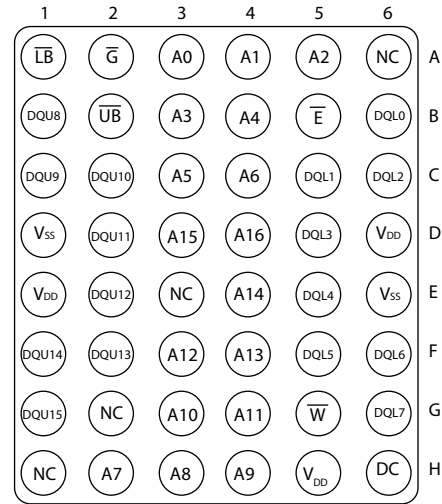 1 2 3 4 5 6
L̅B̅ G̅ A0 A1 A2 NC A
DQU8 U̅B̅ A3 A4 E̅ DQL0 B
DQU9 DQU10 A5 A6 DQL1 DQL2 C
VSS DQU11 A15 A16 DQL3 VDD D
VDD DQU12 NC A14 DQL4 VSS E
DQU14 DQU13 A12 A13 DQL5 DQL6 F
DQU15 NC A10 A11 W̅ DQL7 G
NC A7 A8 A9 VDD DC H